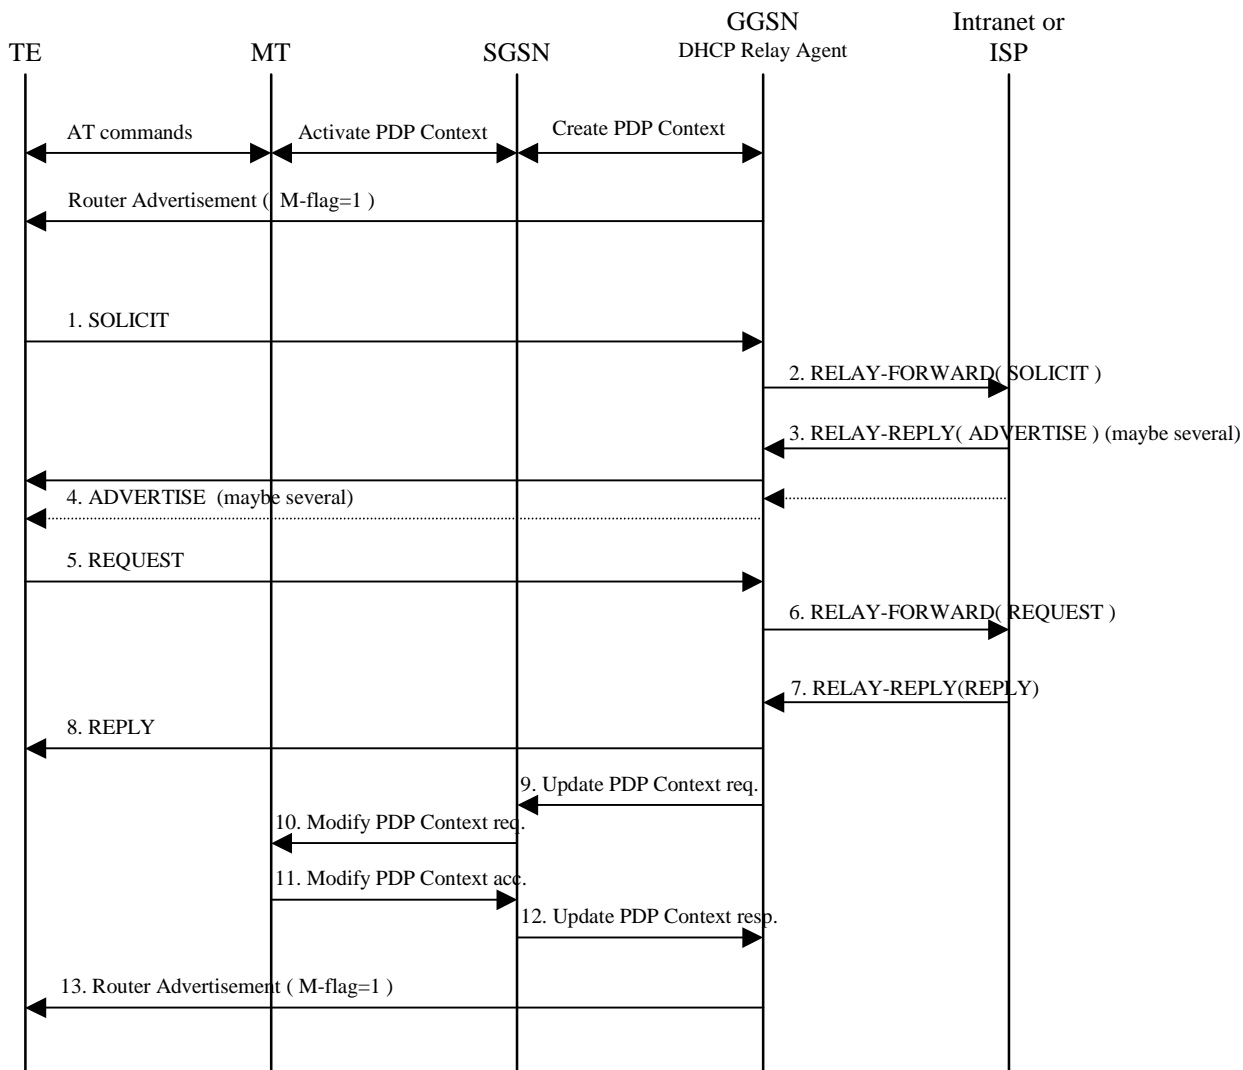 GGSN
Intranet or
TE
MT
SGSN
DHCP Relay Agent
ISP
AT commands
Activate PDP Context
Create PDP Context
Router Advertisement ( M-flag=1 )
1. SOLICIT
2. RELAY-FORWARD( SOLICIT )
3. RELAY-REPLY( ADVERTISE ) (maybe several)
4. ADVERTISE (maybe several)
5. REQUEST
6. RELAY-FORWARD( REQUEST )
7. RELAY-REPLY(REPLY)
8. REPLY
9. Update PDP Context req.
10. Modify PDP Context req.
11. Modify PDP Context acc.
12. Update PDP Context resp.
13. Router Advertisement ( M-flag=1 )